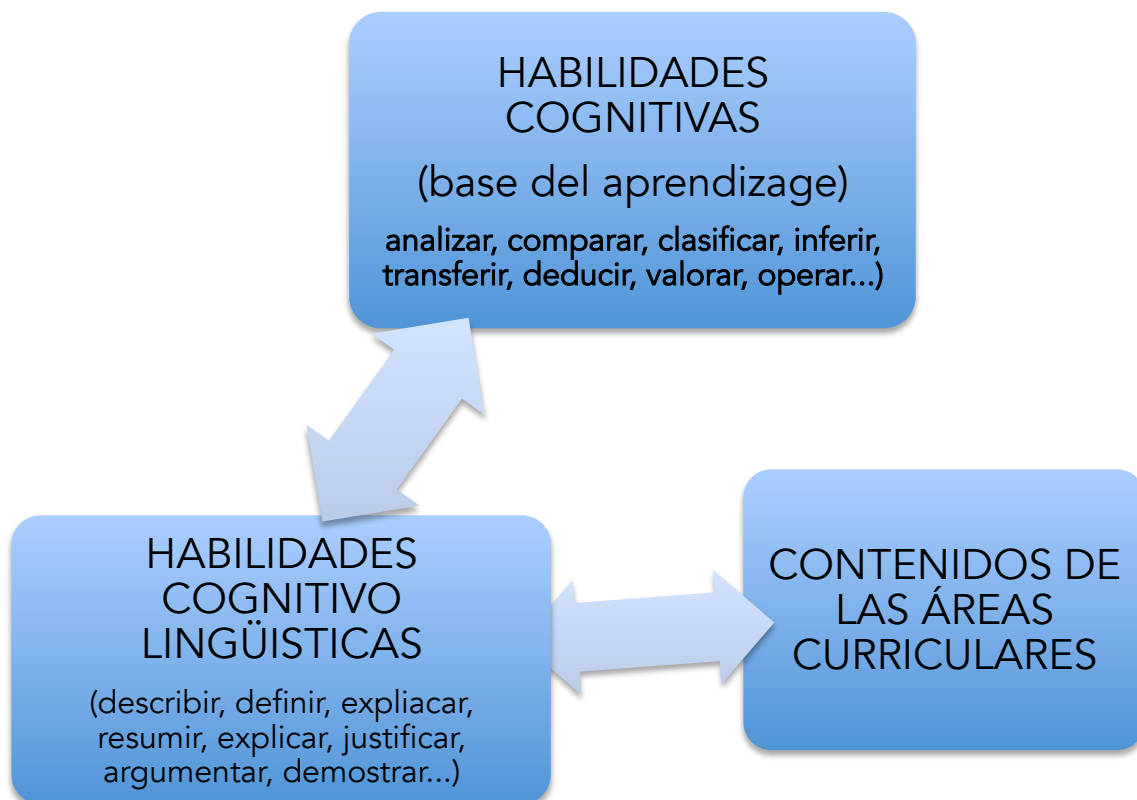 HABILIDADES
COGNITIVAS
(base del aprendizage)
analizar, comparar, clasificar, inferir,
transferir, deducir, valorar, operar...)
HABILIDADES
COGNITIVO
LINGÜISTICAS
(describir, definir, expliacar,
resumir, explicar, justificar,
argumentar, demostrar...)
CONTENIDOS DE
LAS ÁREAS
CURRICULARES